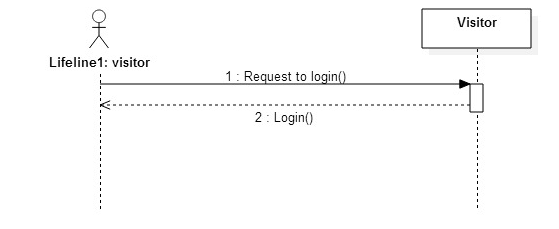 Visitor
Lifeline1: visitor
1 : Request to login()
2 : Login()